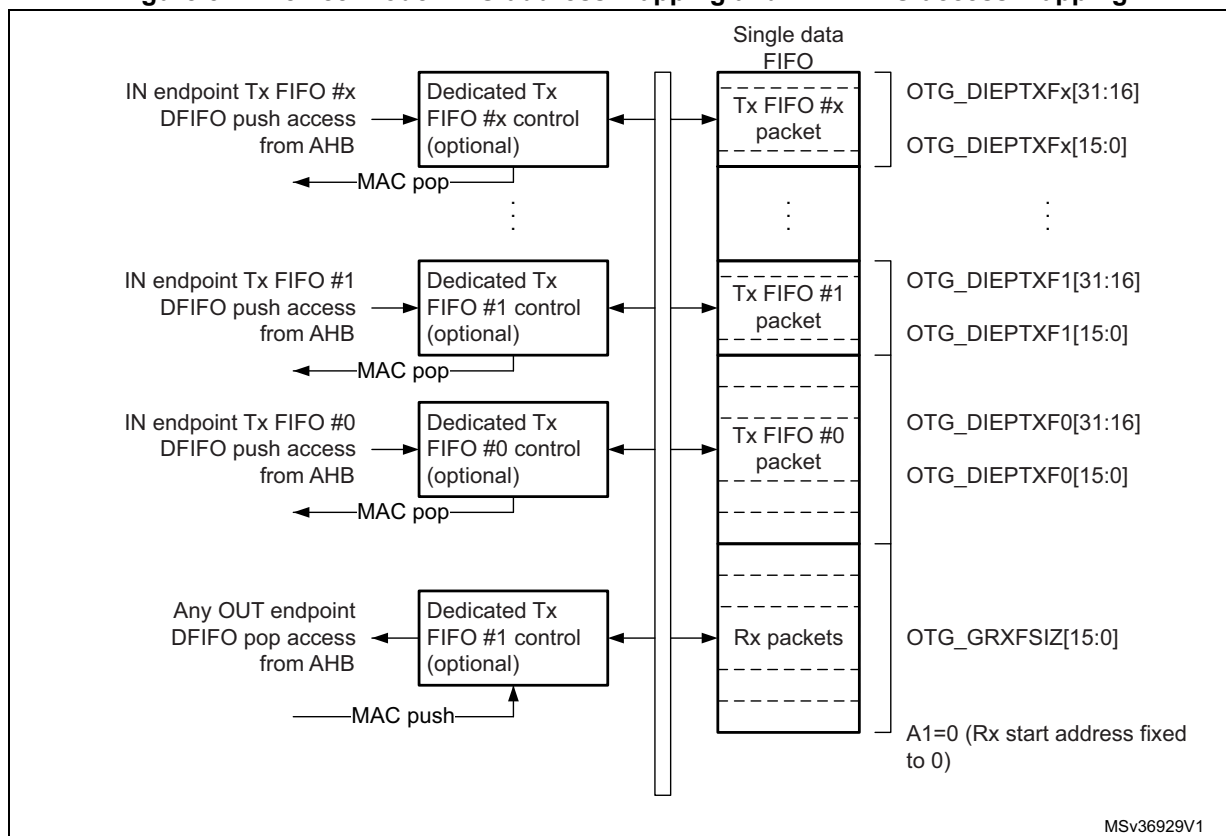 address mapping and
access mapping
Single data
FIFO
IN endpoint Tx FIFO #x
DFIFO push access
from AHB
Dedicated Tx
FIFO #x control
(optional)
MAC pop
Tx FIFO #x
packet
OTG_DIEPTXFx[31:16]
OTG_DIEPTXFx[15:0]
IN endpoint Tx FIFO #1
DFIFO push access
from AHB
Dedicated Tx
FIFO #1 control
(optional)
MAC pop
Tx FIFO #1
packet
OTG_DIEPTXF1[31:16]
OTG_DIEPTXF1[15:0]
IN endpoint Tx FIFO #0
DFIFO push access
from AHB
Dedicated Tx
FIFO #0 control
(optional)
MAC pop
Tx FIFO #0
packet
OTG_DIEPTXF0[31:16]
OTG_DIEPTXF0[15:0]
Any OUT endpoint
DFIFO pop access
from AHB
Dedicated Tx
FIFO #1 control
(optional)
MAC push
Rx packets
OTG_GRXFSIZ[15:0]
A1=0 (Rx start address fixed
to 0)
MSv36929V1